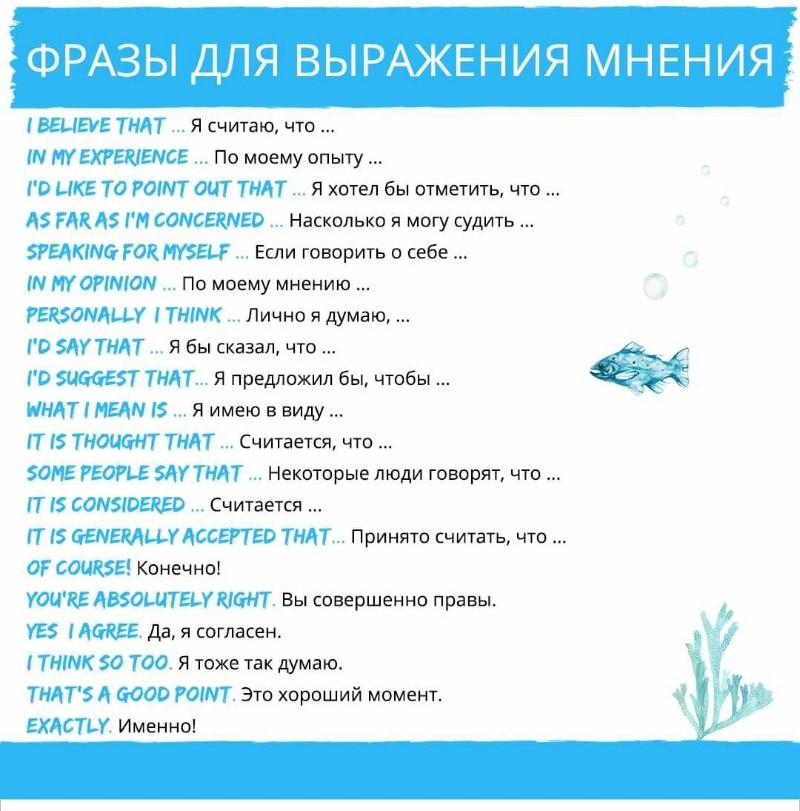 ФРАЗЫ ДЛЯ ВЫРАЖЕНИЯ МНЕНИЯ
I BELIEVE THAT ... Я считаю, что ...
IN MY EXPERIENCE ... По моему опыту ...
I'D LIKE TO POINT OUT THAT ... Я хотел бы отметить, что ...
AS FAR AS I'M CONCERNED ... Насколько я могу судить ...
SPEAKING FOR MYSELF ... Если говорить о себе ...
IN MY OPINION ... По моему мнению ...
PERSONALLY I THINK ... Лично я думаю, ...
I'D SAY THAT ... Я бы сказал, что ...
I'D SUGGEST THAT... Я предложил бы, чтобы ...
WHAT I MEAN IS ... Я имею в виду ...
IT IS THOUGHT THAT ... Считается, что ...
SOME PEOPLE SAY THAT ... Некоторые люди говорят, что ...
IT IS CONSIDERED ... Считается ...
IT IS GENERALLY ACCEPTED THAT... Принято считать, что ...
OF COURSE! Конечно!
YOU'RE ABSOLUTELY RIGHT. Вы совершенно правы.
YES I AGREE. Да, я согласен.
I THINK SO TOO. Я тоже так думаю.
THAT'S A GOOD POINT. Это хороший момент.
EXACTLY. Именно!